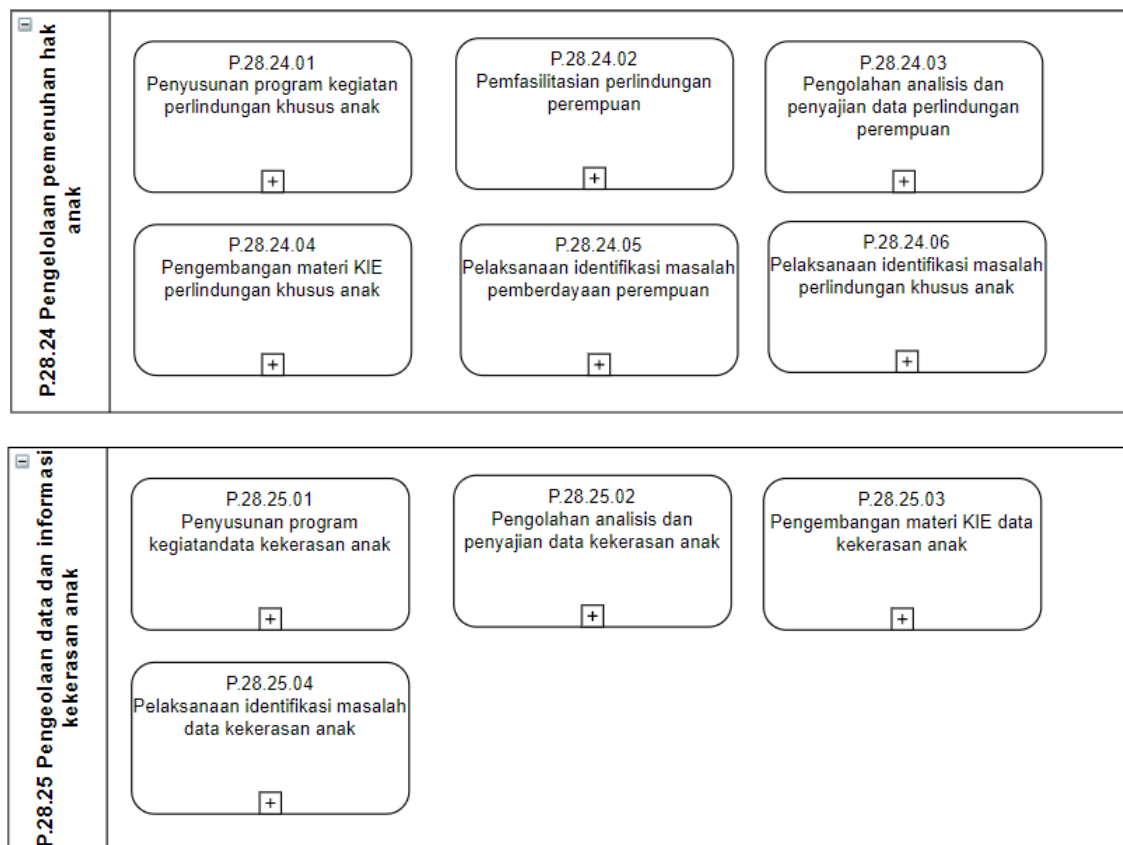 P.28.24 Pengelolaan pemenuhan hak
anak
P.28.24.01
Penyusunan program kegiatan
perlindungan khusus anak
P.28.24.02
Pemfasilitasian perlindungan
perempuan
P.28.24.03
Pengolahan analisis dan
penyajian data perlindungan
perempuan
P.28.24.04
Pengembangan materi KIE
perlindungan khusus anak
P.28.24.05
Pelaksanaan identifikasi masalah
pemberdayaan perempuan
P.28.24.06
Pelaksanaan identifikasi masalah
perlindungan khusus anak
P.28.25 Pengeolaan data dan informasi
kekerasan anak
P.28.25.01
Penyusunan program
kegiatandata kekerasan anak
P.28.25.02
Pengolahan analisis dan
penyajian data kekerasan anak
P.28.25.03
Pengembangan materi KIE data
kekerasan anak
P.28.25.04
Pelaksanaan identifikasi masalah
data kekerasan anak